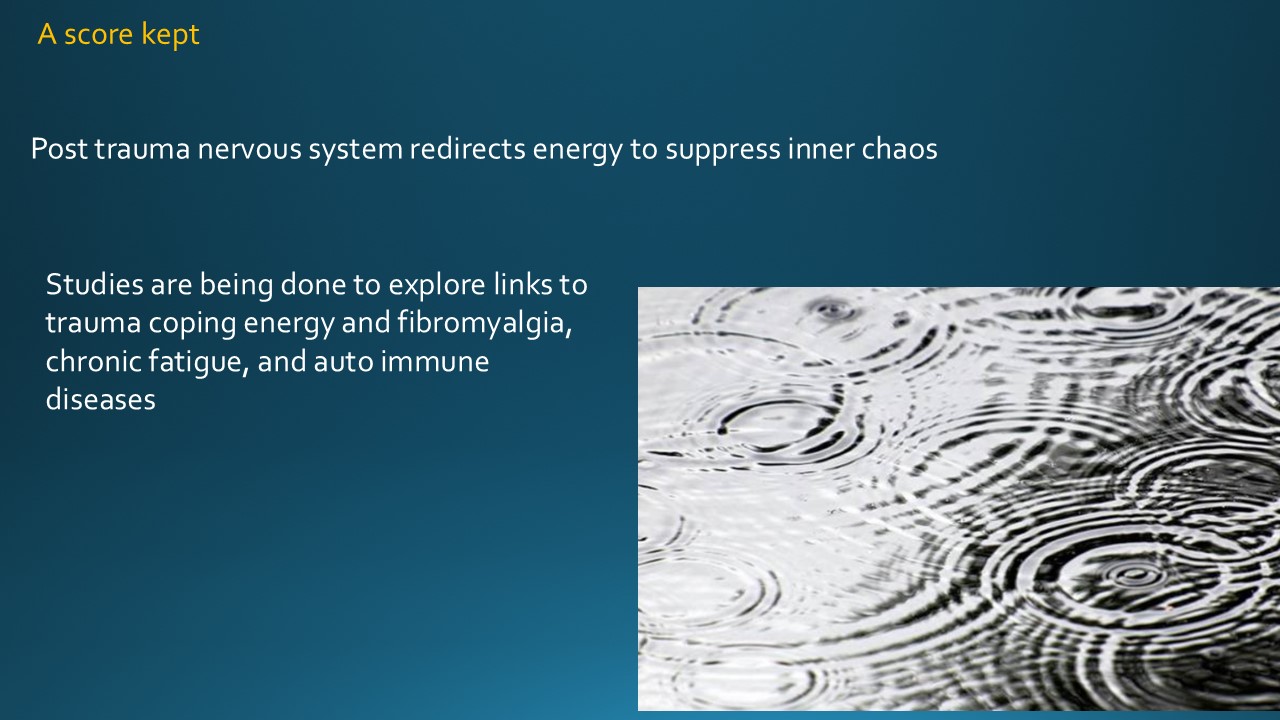 A score kept
Post trauma nervous system redirects energy to suppress inner chaos
Studies are being done to explore links to
trauma coping energy and fibromyalgia,
chronic fatigue, and auto immune
diseases